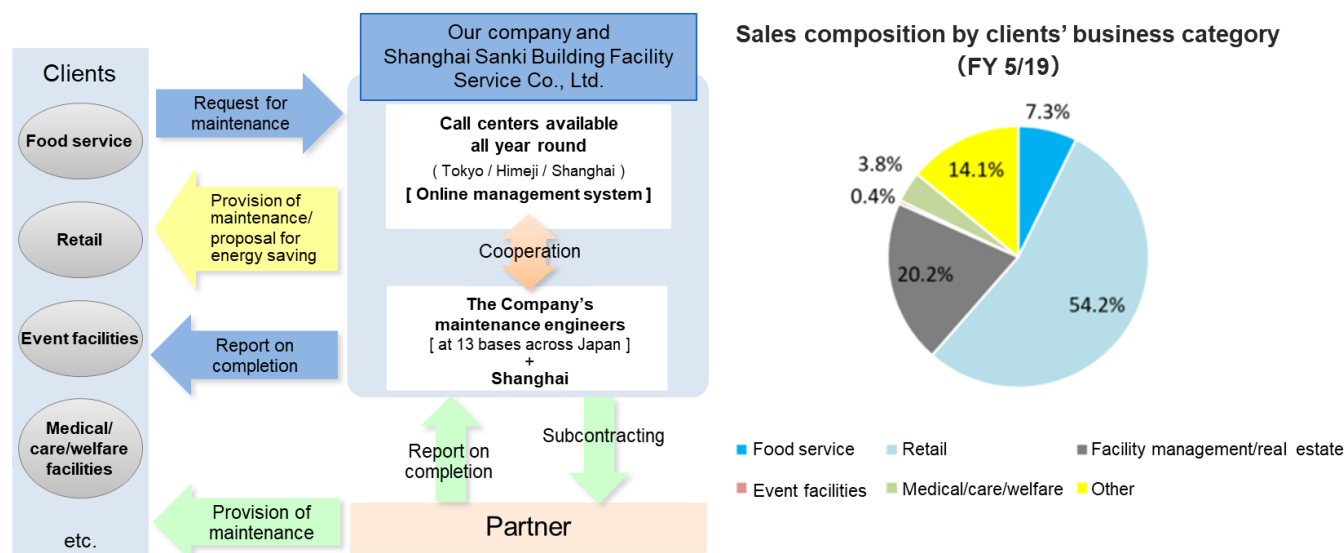 Clients
Food service
Retail
Event facilities
Medical/
care/welfare
facilities
etc.
Request for
maintenance
Provision of
maintenance/
proposal for
energy saving
Report on
completion
Provision of
maintenance
Our company and
Shanghai Sanki Building Facility
Service Co., Ltd.
Call centers available
all year round
( Tokyo / Himeji / Shanghai )
[ Online management system ]
Cooperation
The Company’s
maintenance engineers
[ at 13 bases across Japan ]
+
Shanghai
Report on
completion
Subcontracting
Partner
Sales composition by clients’ business category
(FY 5/19)
7.3%
54.2%
20.2%
0.4%
3.8%
14.1%
Food service
Retail
Facility management/real estate
Event facilities
Medical/care/welfare
Other